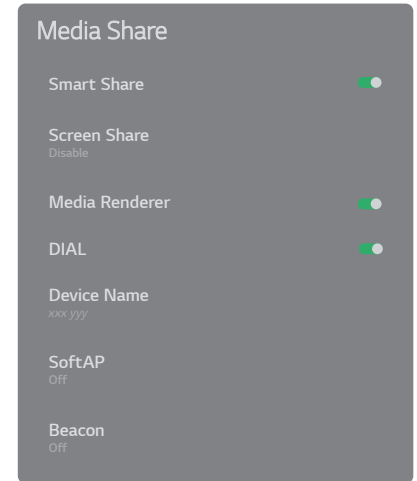 Media Share
Smart Share
Screen Share
Disable
Media Renderer
DIAL
Device Name
xxx yyy
SoftAP
Off
Beacon
Off